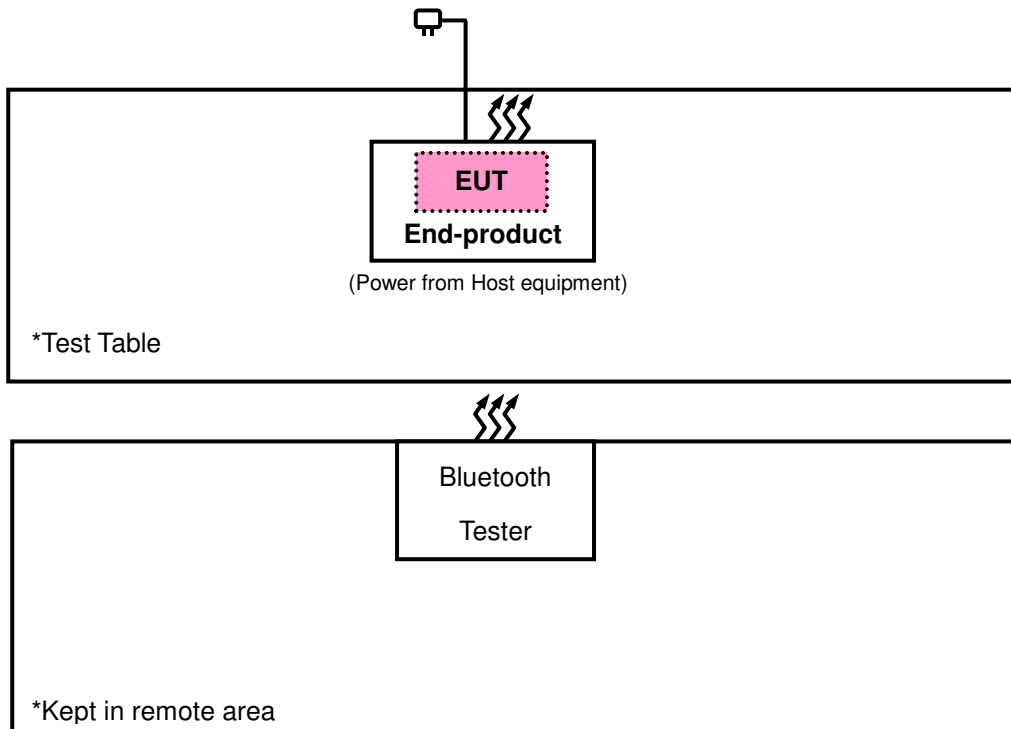 EUT
End-product
(Power from Host equipment)
*Test Table
Bluetooth
Tester
*Kept in remote area